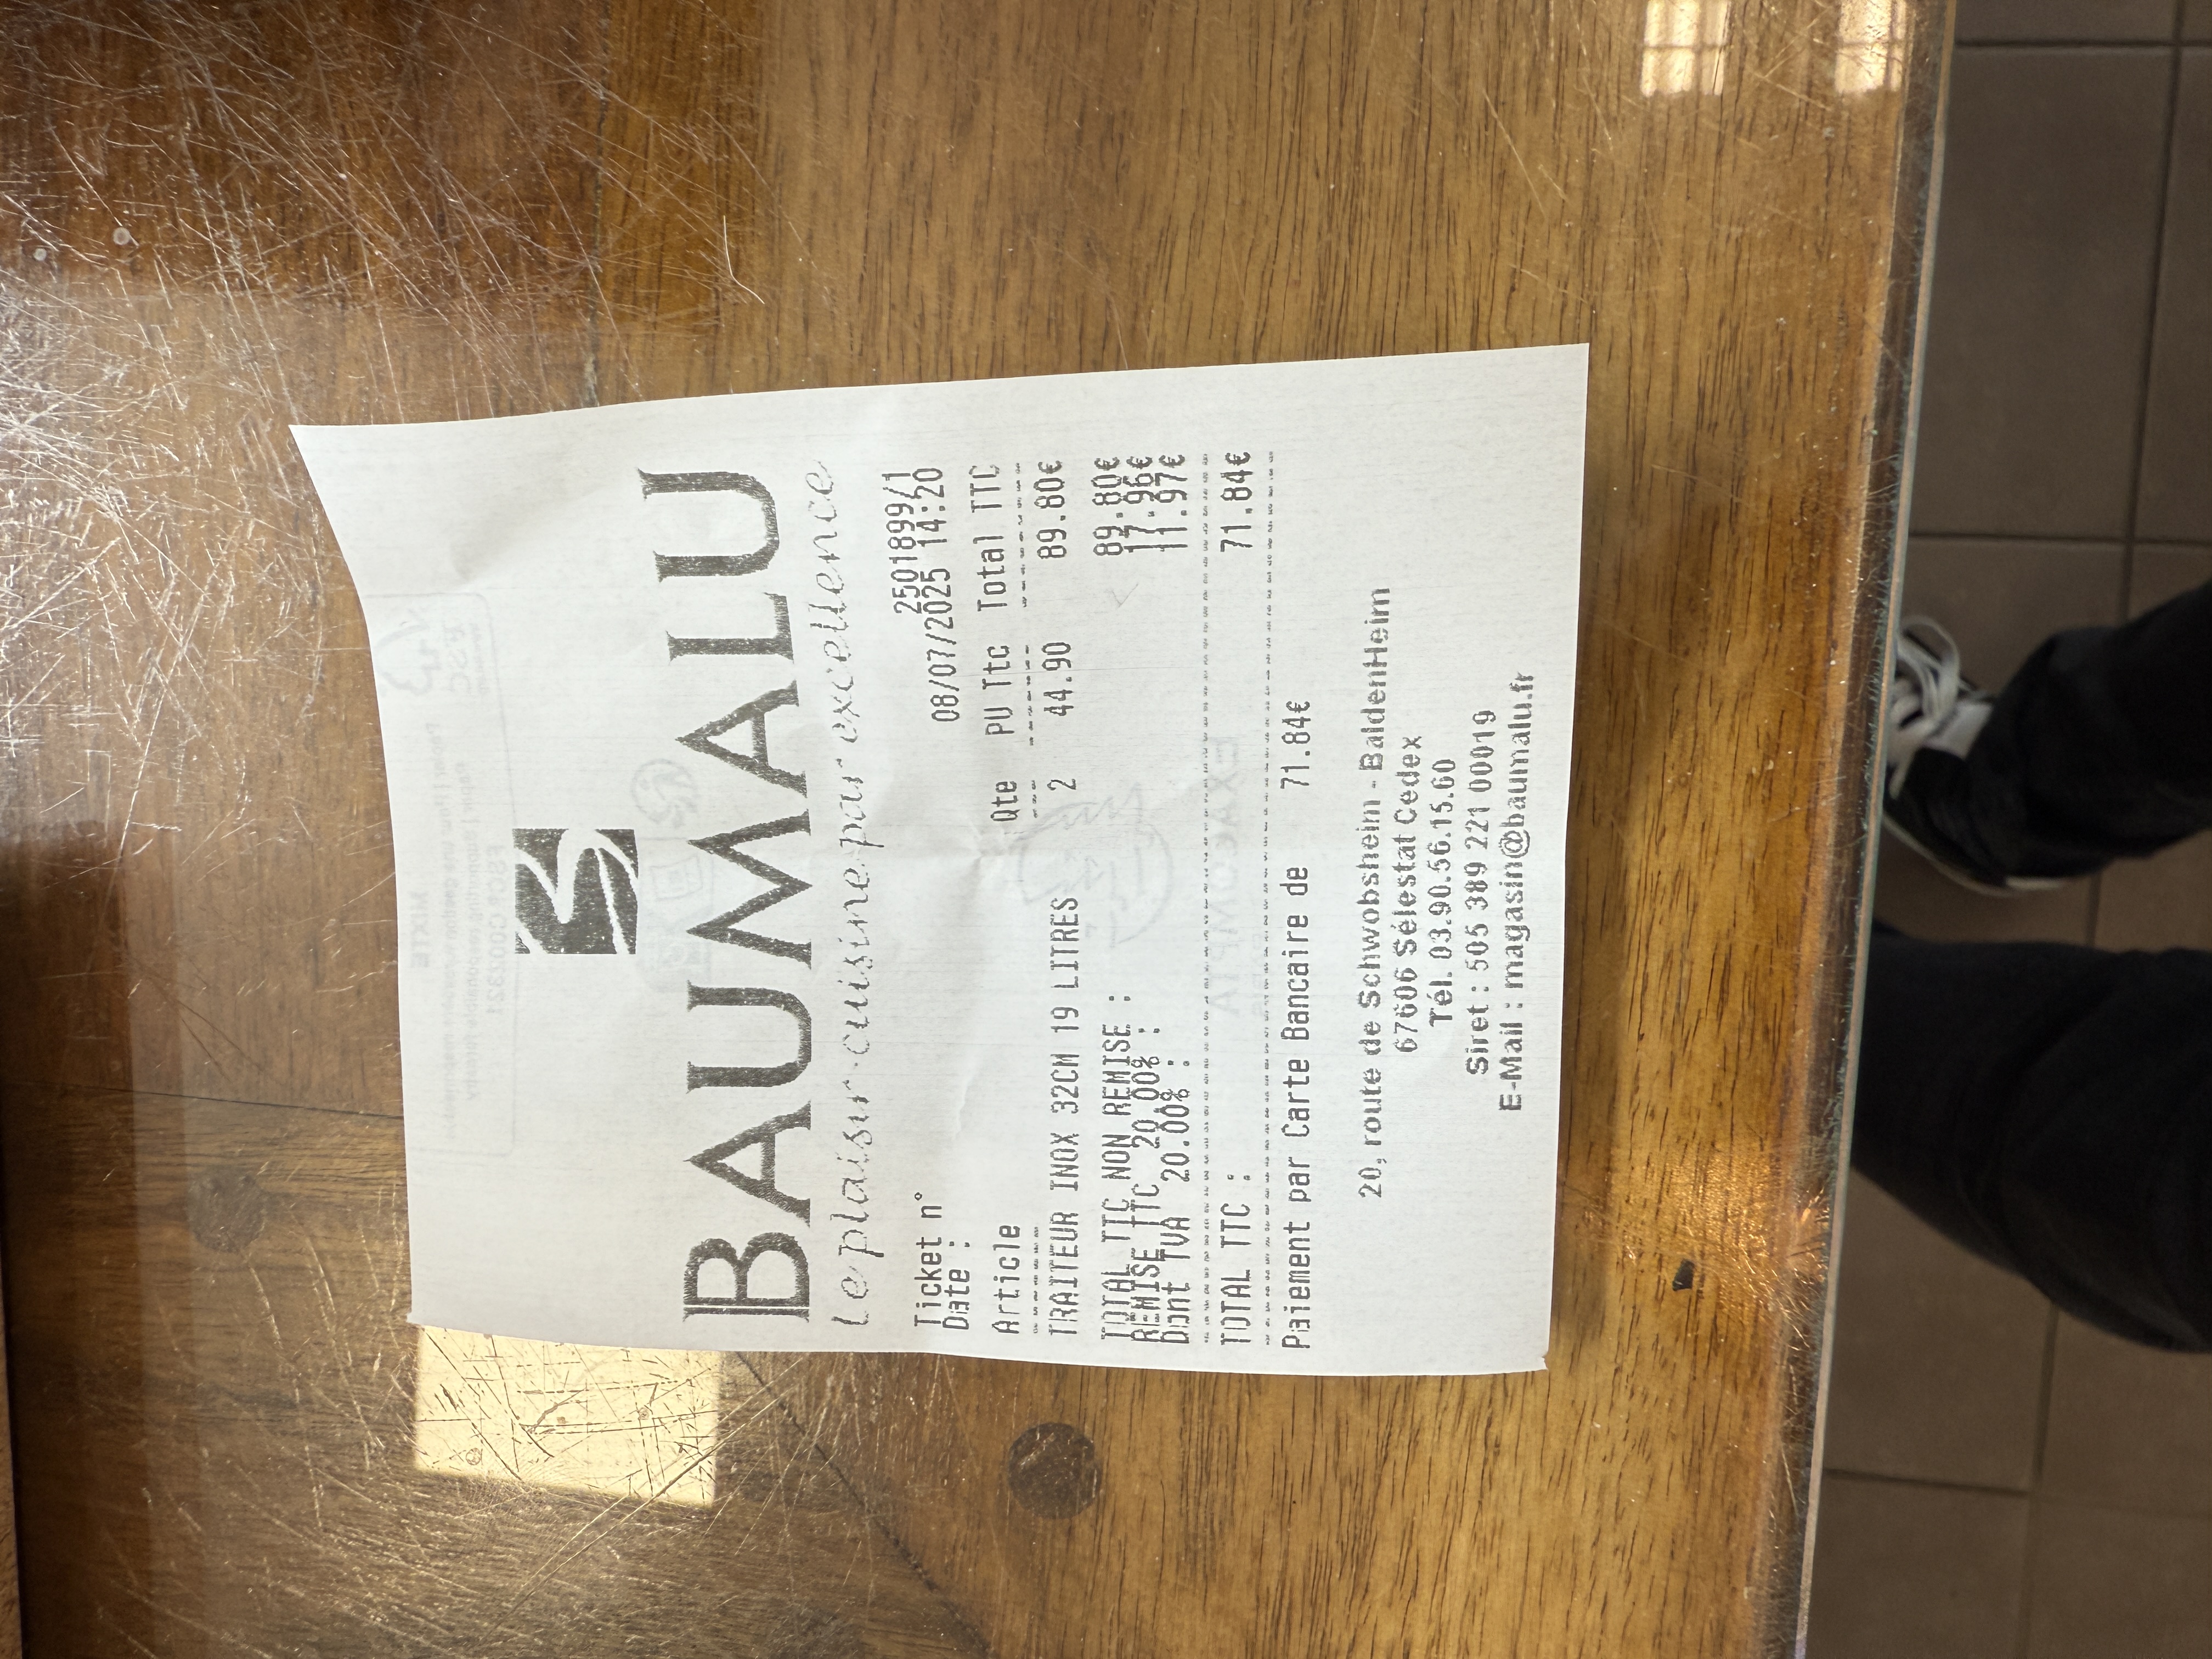 BAUMALU
Le plaisir cuisine par excellence
Ticket n° 2501899/1
Date : 08/07/2025 14:20
Article Qte PU Ttc Total TTC
TRAITEUR INOX 32CM 19 LITRES 2 44.90 89.80€
TOTAL TTC NON REMISE : 89.80€
REMISE TTC 20.00% : 17.96€
Dont TVA 20.00% : 11.97€
TOTAL TTC : 71.84€
Paiement par Carte Bancaire de 71.84€
20, route de Schwobsheim - BaldenHeim
67606 Sélestat Cedex
Tél. 03.90.56.15.60
Siret : 505 389 221 00019
E-Mail : magasin@baumalu.fr